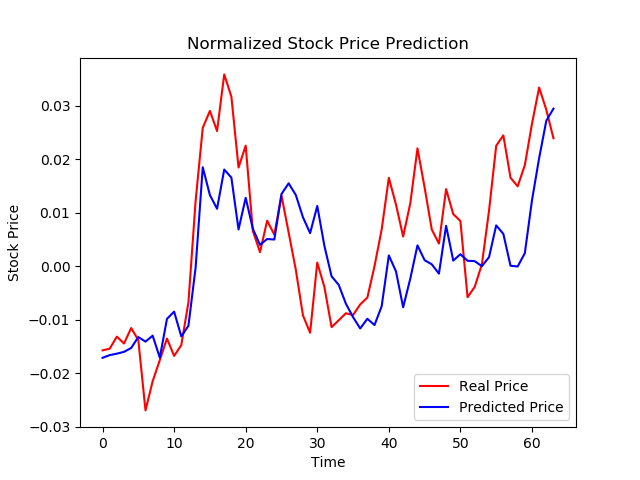 Normalized Stock Price Prediction
Stock Price
0.03
0.02
0.01
0.00
−0.01
−0.02
−0.03
0 10 20 30 40 50 60
Time
Real Price
Predicted Price